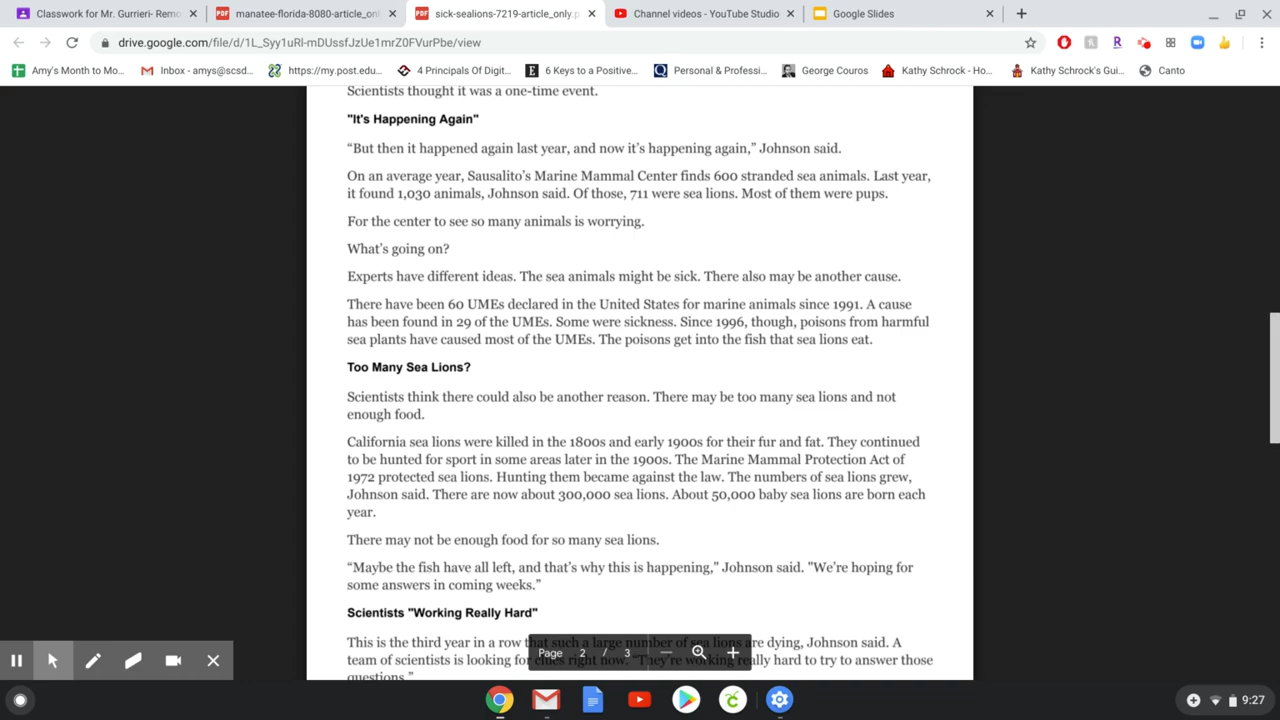 Classwork for Mr. Gurrieri- Remo
manatee-florida-8080-article_onl
sick-sealions-7219-article_only.p
Channel videos - YouTube Studio
Google Slides
drive.google.com/file/d/1L_Syy1uRl-mDUssfJzUe1mrZ0FVurPbe/view
Amy's Month to Mo...
Inbox - amys@scsd...
https://my.post.edu...
4 Principals Of Digit...
6 Keys to a Positive...
Personal & Professi...
George Couros
Kathy Schrock - Ho...
Kathy Schrock's Gui...
Canto
Scientists thought it was a one-time event.
"It's Happening Again"
“But then it happened again last year, and now it’s happening again,” Johnson said.
On an average year, Sausalito’s Marine Mammal Center finds 600 stranded sea animals. Last year,
it found 1,030 animals, Johnson said. Of those, 711 were sea lions. Most of them were pups.
For the center to see so many animals is worrying.
What’s going on?
Experts have different ideas. The sea animals might be sick. There also may be another cause.
There have been 60 UMEs declared in the United States for marine animals since 1991. A cause
has been found in 29 of the UMEs. Some were sickness. Since 1996, though, poisons from harmful
sea plants have caused most of the UMEs. The poisons get into the fish that sea lions eat.
Too Many Sea Lions?
Scientists think there could also be another reason. There may be too many sea lions and not
enough food.
California sea lions were killed in the 1800s and early 1900s for their fur and fat. They continued
to be hunted for sport in some areas later in the 1900s. The Marine Mammal Protection Act of
1972 protected sea lions. Hunting them became against the law. The numbers of sea lions grew,
Johnson said. There are now about 300,000 sea lions. About 50,000 baby sea lions are born each
year.
There may not be enough food for so many sea lions.
“Maybe the fish have all left, and that’s why this is happening,” Johnson said. "We’re hoping for
some answers in coming weeks.”
Scientists "Working Really Hard"
This is the third year in a row that such a large number of sea lions are dying, Johnson said. A
team of scientists is looking for clues right now. "They’re working really hard to try to answer those
questions.”
Page 2 / 3
9:27